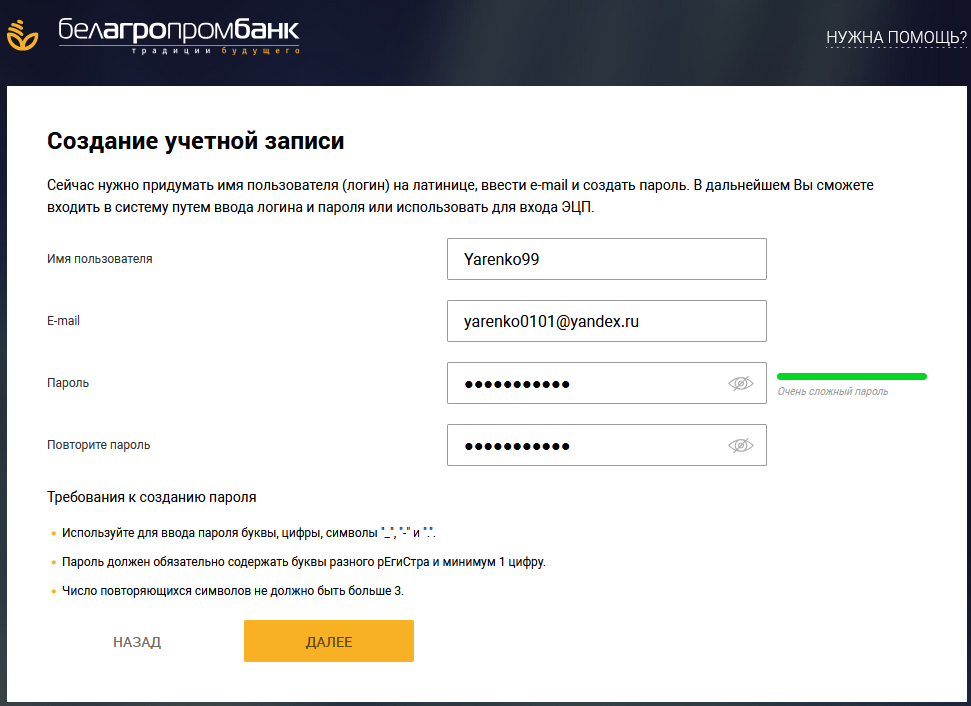 белагропромбанк
традиции будущего
НУЖНА ПОМОЩЬ?
Создание учетной записи
Сейчас нужно придумать имя пользователя (логин) на латинице, ввести e-mail и создать пароль. В дальнейшем Вы сможете
входить в систему путем ввода логина и пароля или использовать для входа ЭЦП.
Имя пользователя
Yarenko99
E-mail
yarenko0101@yandex.ru
Пароль
●●●●●●●●●●●
Очень сложный пароль
Повторите пароль
●●●●●●●●●●●
Требования к созданию пароля
• Используйте для ввода пароля буквы, цифры, символы "_", "-" и ".".
• Пароль должен обязательно содержать буквы разного рЕгиСтра и минимум 1 цифру.
• Число повторяющихся символов не должно быть больше 3.
НАЗАД
ДАЛЕЕ